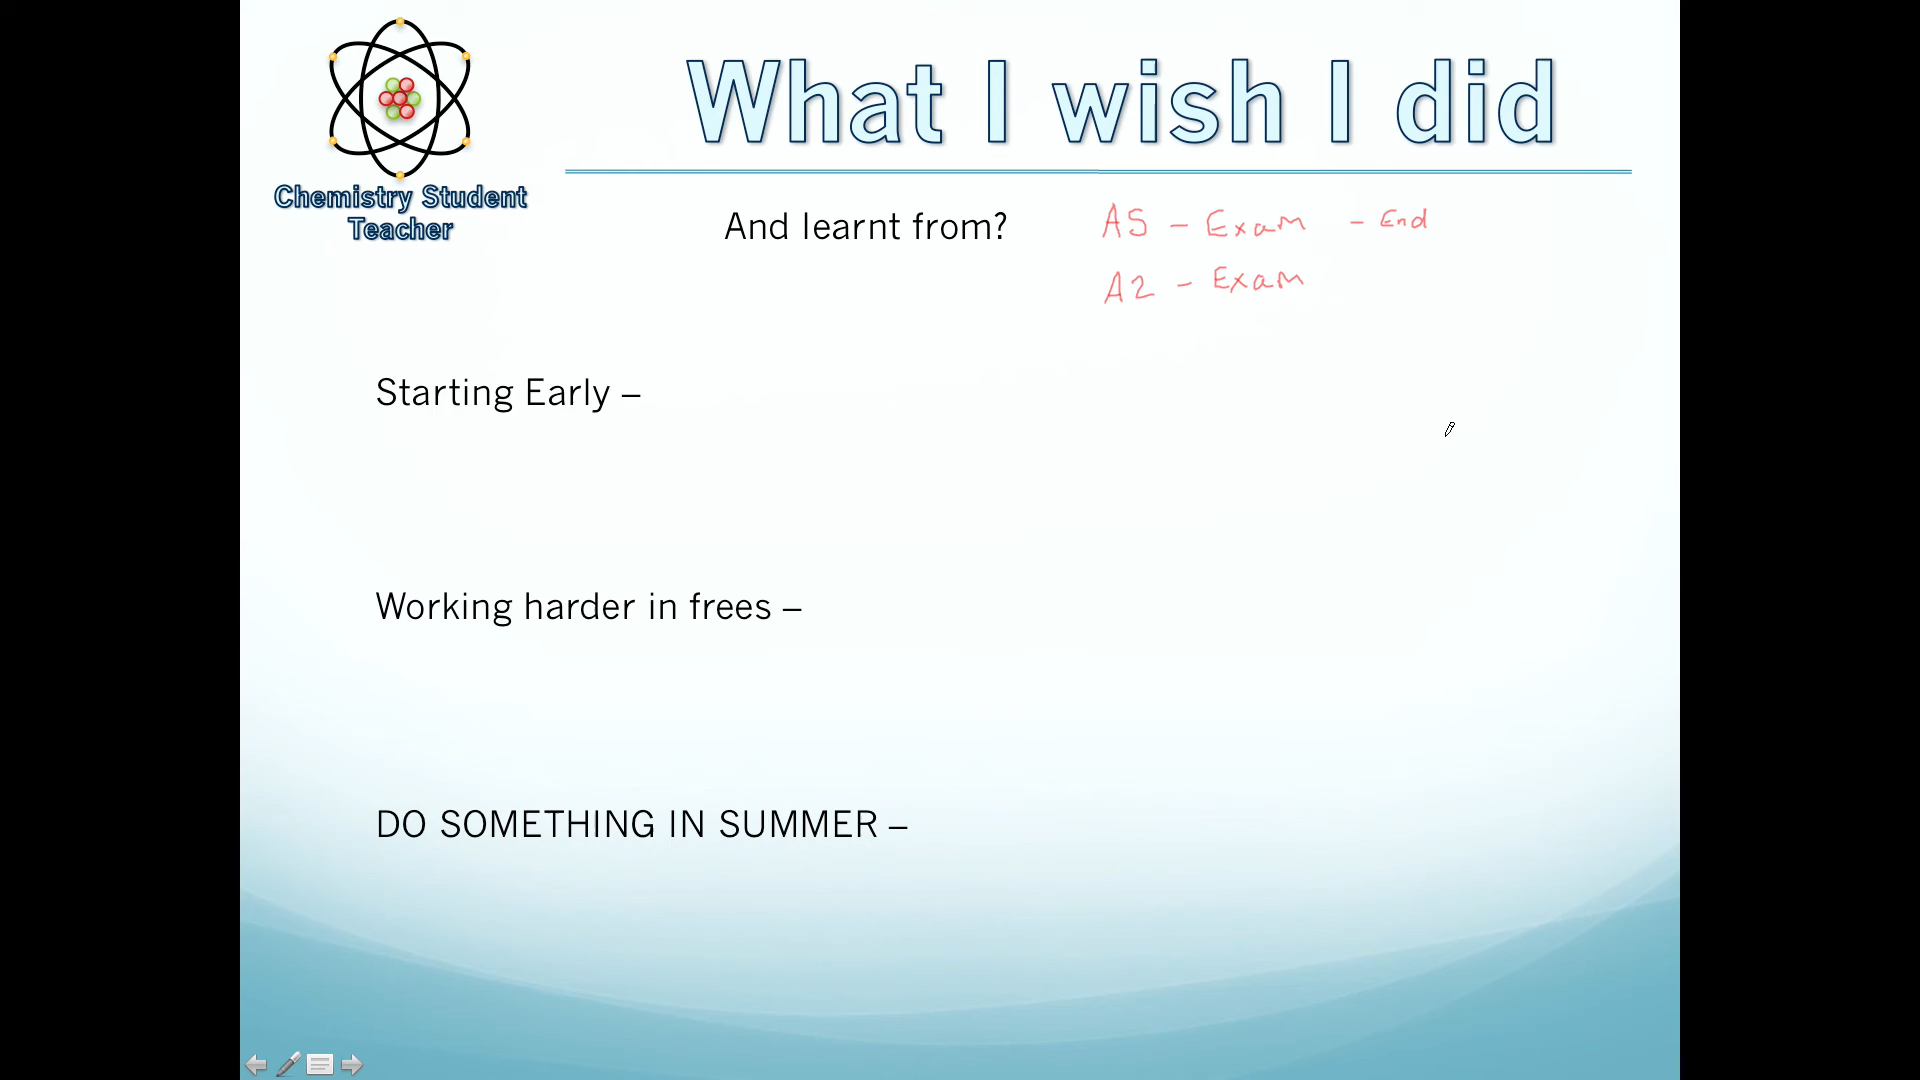 What I wish I did
Chemistry Student
Teacher
And learnt from?
AS - Exam - End
A2 - Exam
Starting Early –
Working harder in frees –
DO SOMETHING IN SUMMER –